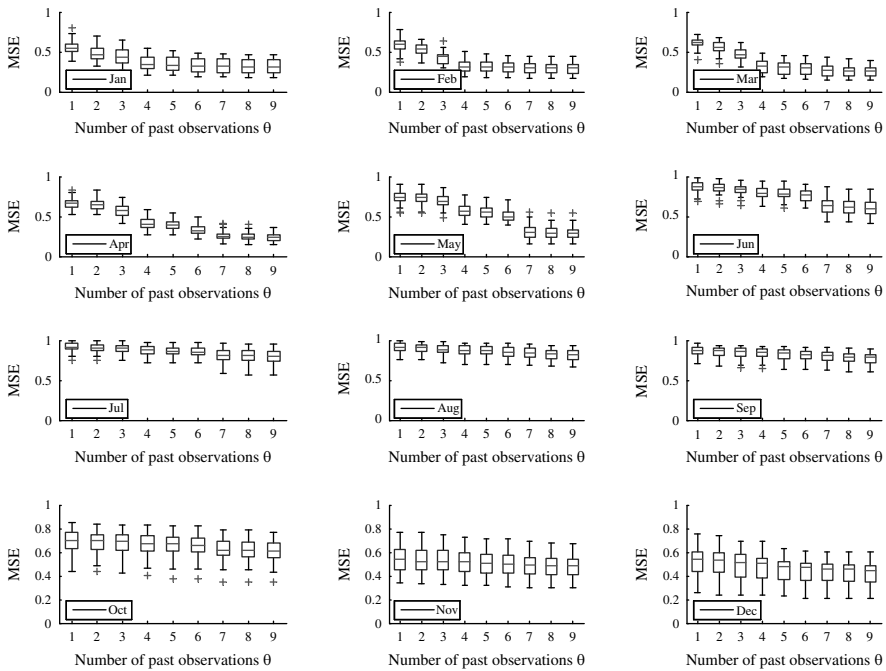 1
0.5
0
MSE
Jan
1 2 3 4 5 6 7 8 9
Number of past observations θ
1
0.5
0
MSE
Feb
1 2 3 4 5 6 7 8 9
Number of past observations θ
1
0.5
0
MSE
Mar
1 2 3 4 5 6 7 8 9
Number of past observations θ
1
0.5
0
MSE
Apr
1 2 3 4 5 6 7 8 9
Number of past observations θ
1
0.5
0
MSE
May
1 2 3 4 5 6 7 8 9
Number of past observations θ
1
0.5
0
MSE
Jun
1 2 3 4 5 6 7 8 9
Number of past observations θ
1
0.5
0
MSE
Jul
1 2 3 4 5 6 7 8 9
Number of past observations θ
1
0.5
0
MSE
Aug
1 2 3 4 5 6 7 8 9
Number of past observations θ
1
0.5
0
MSE
Sep
1 2 3 4 5 6 7 8 9
Number of past observations θ
1
0.8
0.6
0.4
0.2
0
MSE
Oct
1 2 3 4 5 6 7 8 9
Number of past observations θ
1
0.8
0.6
0.4
0.2
0
MSE
Nov
1 2 3 4 5 6 7 8 9
Number of past observations θ
1
0.8
0.6
0.4
0.2
0
MSE
Dec
1 2 3 4 5 6 7 8 9
Number of past observations θ